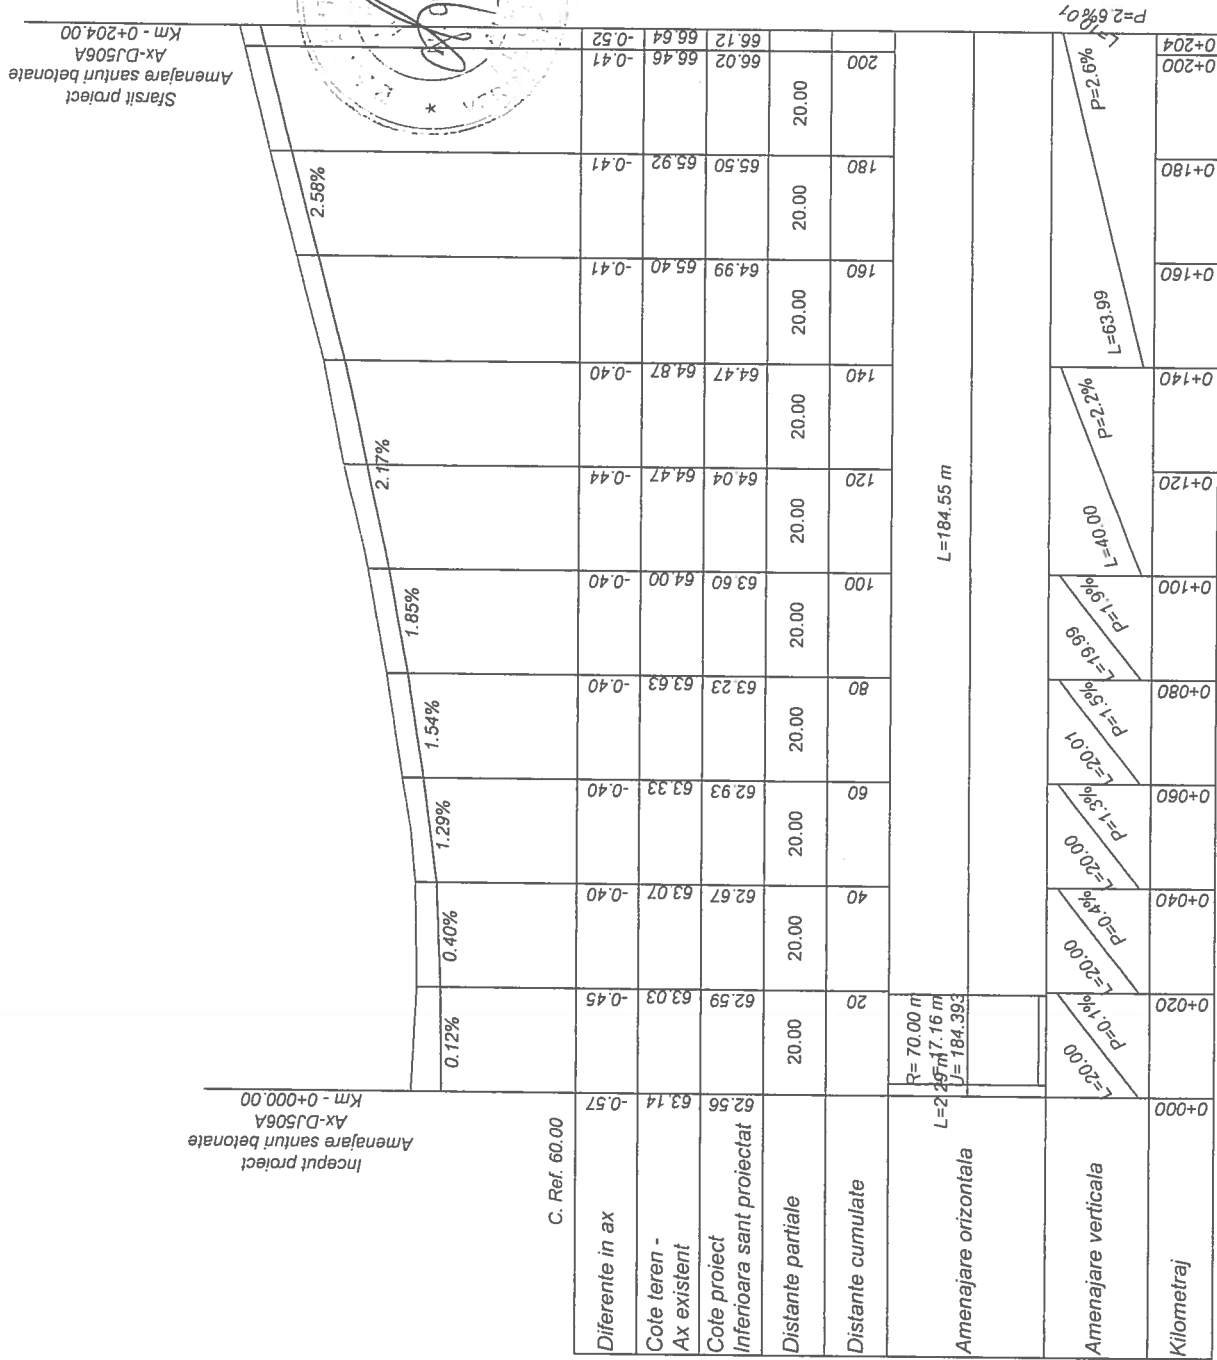 Inceput proiect
Amenajare santuri betonate
Ax-DJ506A
Km - 0+000.00
Sfarsit proiect
Amenajare santuri betonate
Ax-DJ506A
Km - 0+204.00
0.12% 0.40% 1.29% 1.54% 1.85% 2.17% 2.58%
C. Ref. 60.00
Diferente in ax -0.57 -0.45 -0.40 -0.40 -0.40 -0.40 -0.44 -0.40 -0.41 -0.41 -0.41 -0.52
Cote teren -
Ax existent 63.14 63.03 63.07 63.33 63.63 64.00 64.47 64.87 65.40 65.92 66.46 66.64
Cote proiect
Inferioara sant proiectat 62.56 62.59 62.67 62.93 63.23 63.60 64.04 64.47 64.99 65.50 66.02 66.12
Distante partiale 20.00 20.00 20.00 20.00 20.00 20.00 20.00 20.00 20.00 20.00
Distante cumulate 20 40 60 80 100 120 140 160 180 200
Amenajare orizontala
L=2.29 m
R= 70.00 m
L=17.16 m
U= 184.393
L=184.55 m
Amenajare verticala
L=20.00 P=0.1%
L=20.00 P=0.4%
L=20.00 P=1.3%
L=20.01 P=1.5%
L=19.99 P=1.9%
L=40.00 P=2.2%
L=63.99 P=2.6%
P=2.6%
Kilometraj 0+000 0+020 0+040 0+060 0+080 0+100 0+120 0+140 0+160 0+180 0+200 0+204